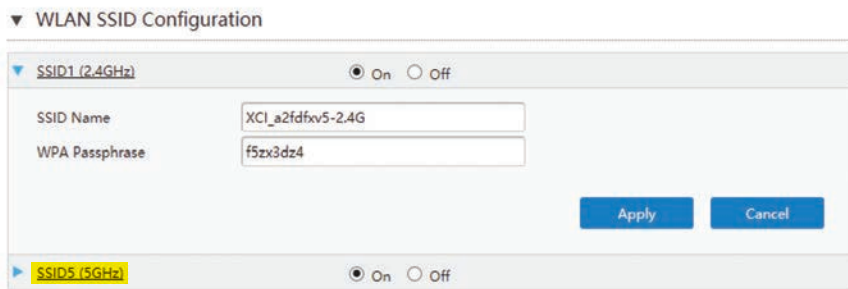 WLAN SSID Configuration
SSID1 (2.4GHz) On Off
SSID Name XCI_a2fdfxv5-2.4G
WPA Passphrase f5zx3dz4
Apply Cancel
SSID5 (5GHz) On Off